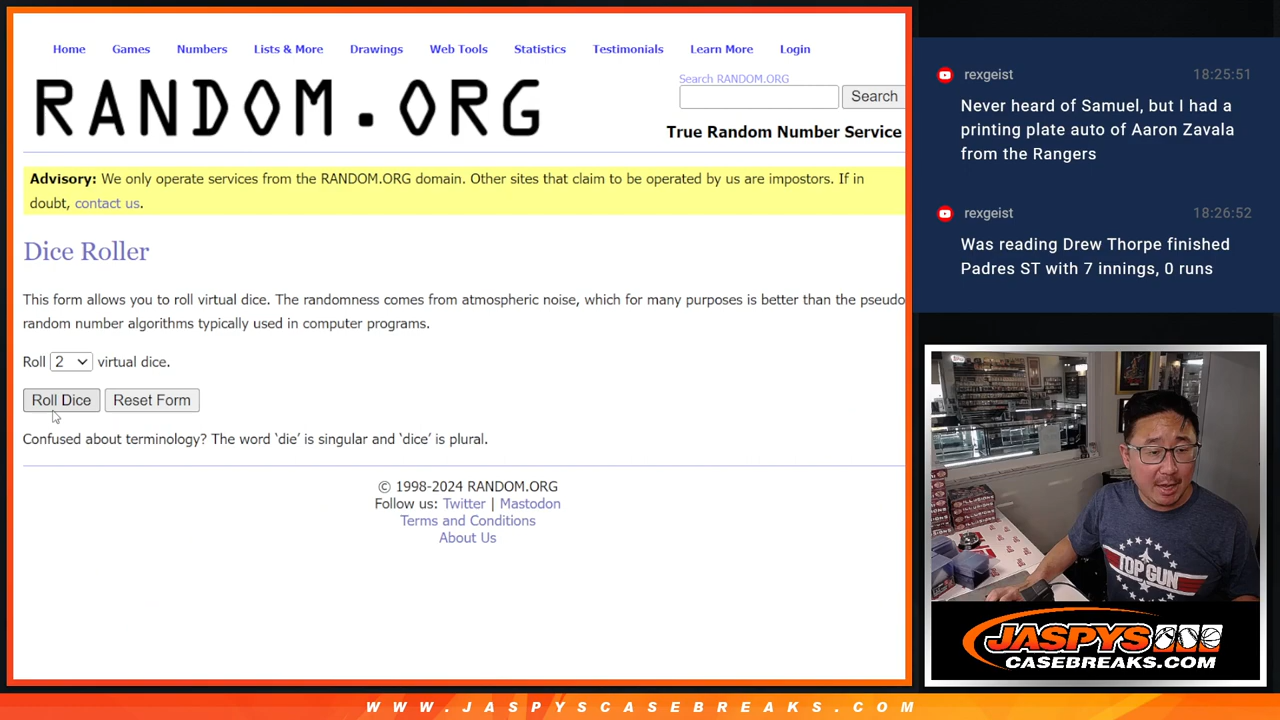 Home Games Numbers Lists & More Drawings Web Tools Statistics Testimonials Learn More Login
RANDOM.ORG
Search RANDOM.ORG
Search
True Random Number Service
Advisory: We only operate services from the RANDOM.ORG domain. Other sites that claim to be operated by us are impostors. If in
doubt, contact us.
Dice Roller
This form allows you to roll virtual dice. The randomness comes from atmospheric noise, which for many purposes is better than the pseudo
random number algorithms typically used in computer programs.
Roll 2 virtual dice.
Roll Dice Reset Form
Confused about terminology? The word ‘die’ is singular and ‘dice’ is plural.
© 1998-2024 RANDOM.ORG
Follow us: Twitter | Mastodon
Terms and Conditions
About Us
rexgeist 18:25:51
Never heard of Samuel, but I had a
printing plate auto of Aaron Zavala
from the Rangers
rexgeist 18:26:52
Was reading Drew Thorpe finished
Padres ST with 7 innings, 0 runs
TOP GUN
JASPYS
CASEBREAKS.COM
WWW.JASPYSCASEBREAKS.COM